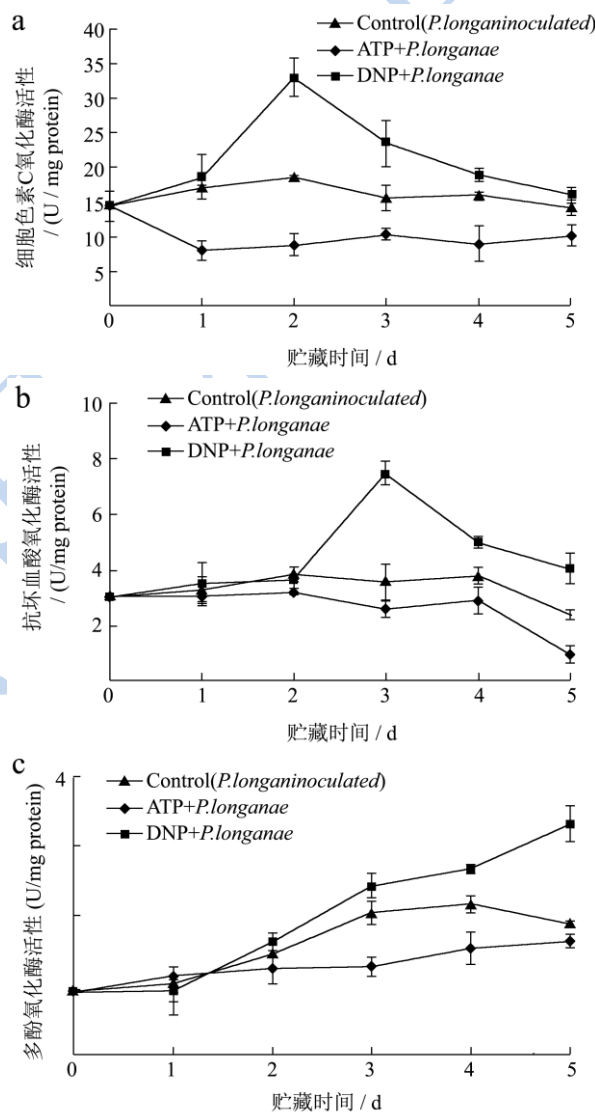 a
Control(P.longaninoculated)
ATP+P.longanae
DNP+P.longanae
细胞色素C氧化酶活性
/ (U / mg protein)
40
35
30
25
20
15
10
5
0 1 2 3 4 5
贮藏时间 / d
b
Control(P.longaninoculated)
ATP+P.longanae
DNP+P.longanae
抗坏血酸氧化酶活性
/ (U/mg protein)
10
8
6
4
2
0 1 2 3 4 5
贮藏时间 / d
c
Control(P.longaninoculated)
ATP+P.longanae
DNP+P.longanae
多酚氧化酶活性 (U/mg protein)
4
0 1 2 3 4 5
贮藏时间 / d